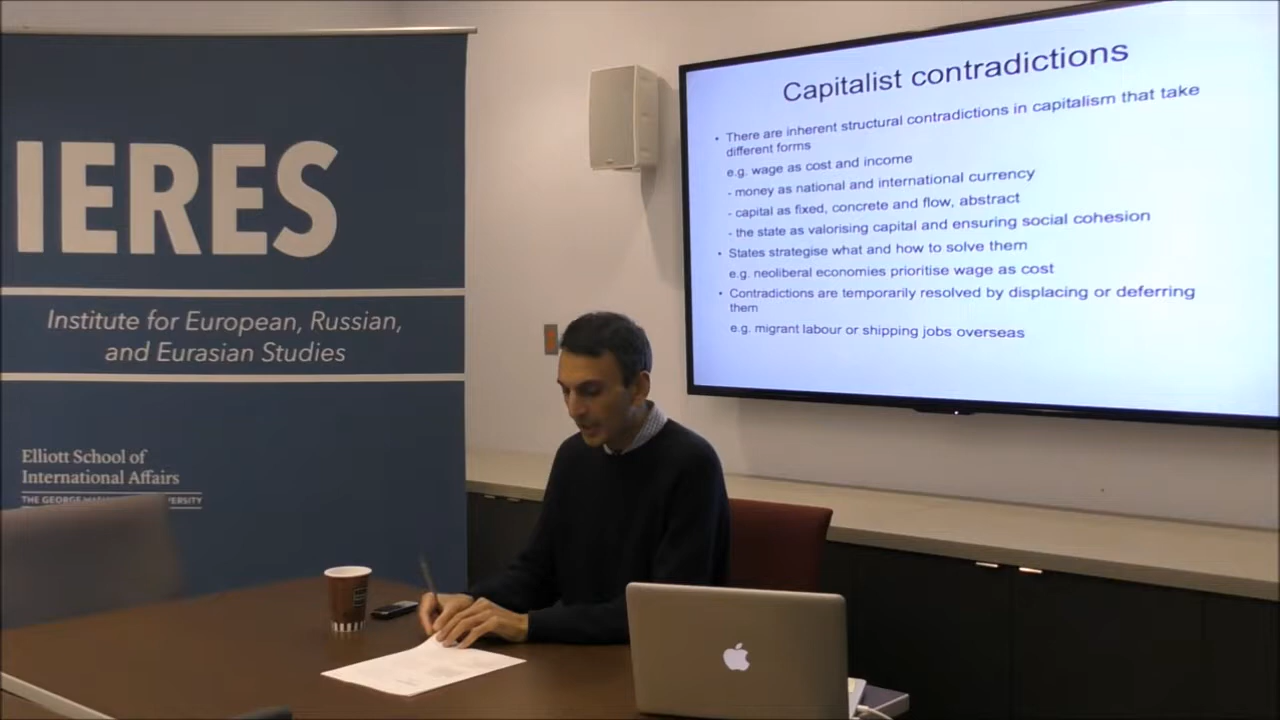 IERES
Institute for European, Russian,
and Eurasian Studies
Elliott School of
International Affairs
THE GEORGE
Capitalist contradictions
• There are inherent structural contradictions in capitalism that take
different forms
e.g. wage as cost and income
- money as national and international currency
- capital as fixed, concrete and flow, abstract
- the state as valorising capital and ensuring social cohesion
• States strategise what and how to solve them
e.g. neoliberal economies prioritise wage as cost
• Contradictions are temporarily resolved by displacing or deferring
them
e.g. migrant labour or shipping jobs overseas